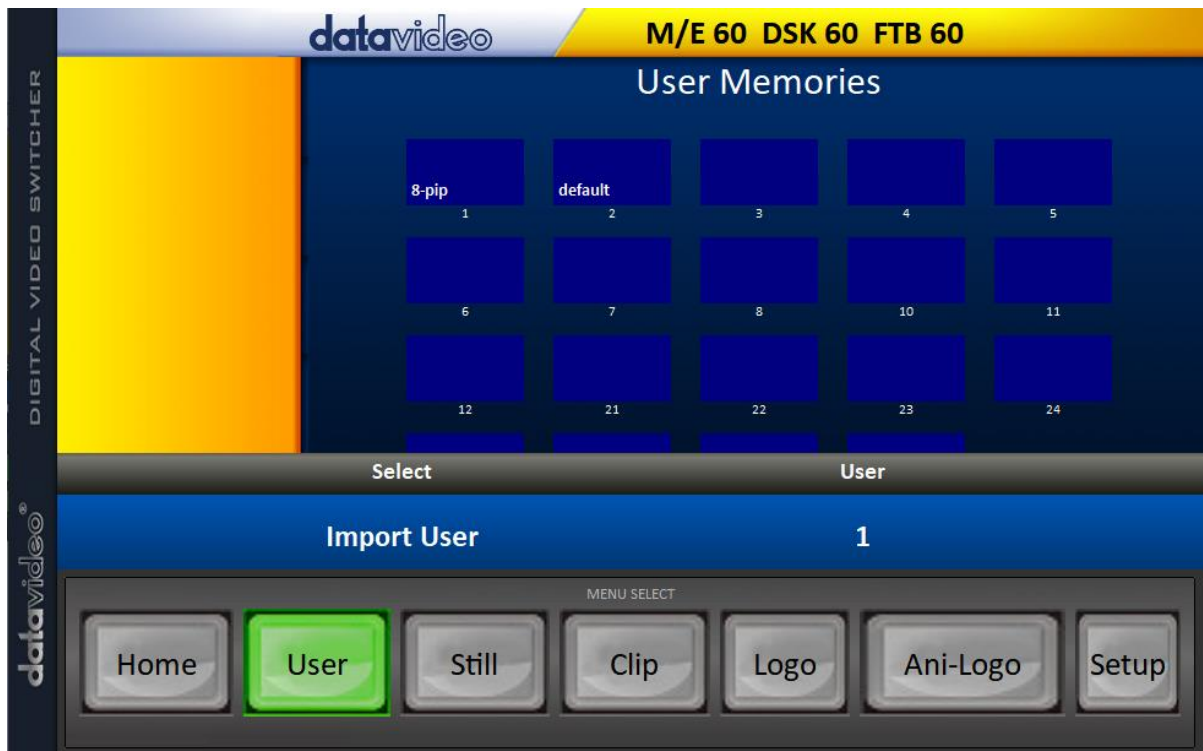 datavideo
M/E 60 DSK 60 FTB 60
DIGITAL VIDEO SWITCHER
datavideo®
User Memories
8-pip
default
1
2
3
4
5
6
7
8
10
11
12
21
22
23
24
Select
User
Import User
1
MENU SELECT
Home
User
Still
Clip
Logo
Ani-Logo
Setup